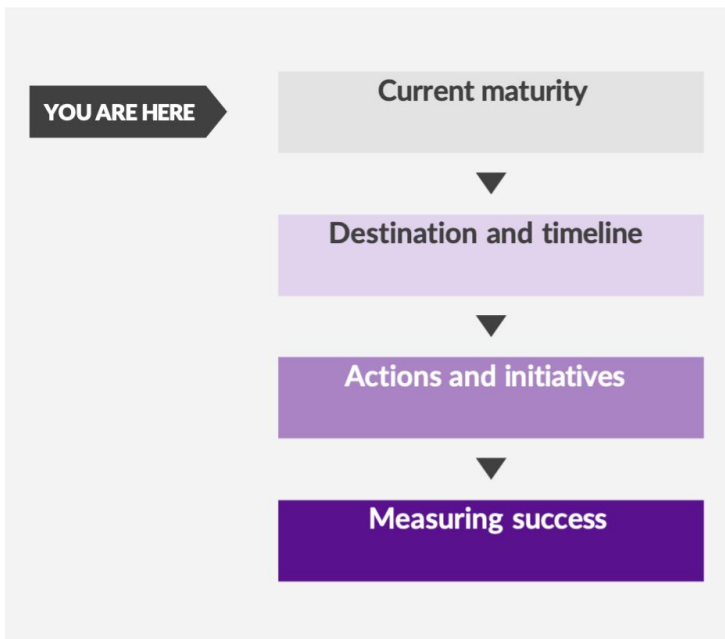 Current maturity
YOU ARE HERE
Destination and timeline
Actions and initiatives
Measuring success